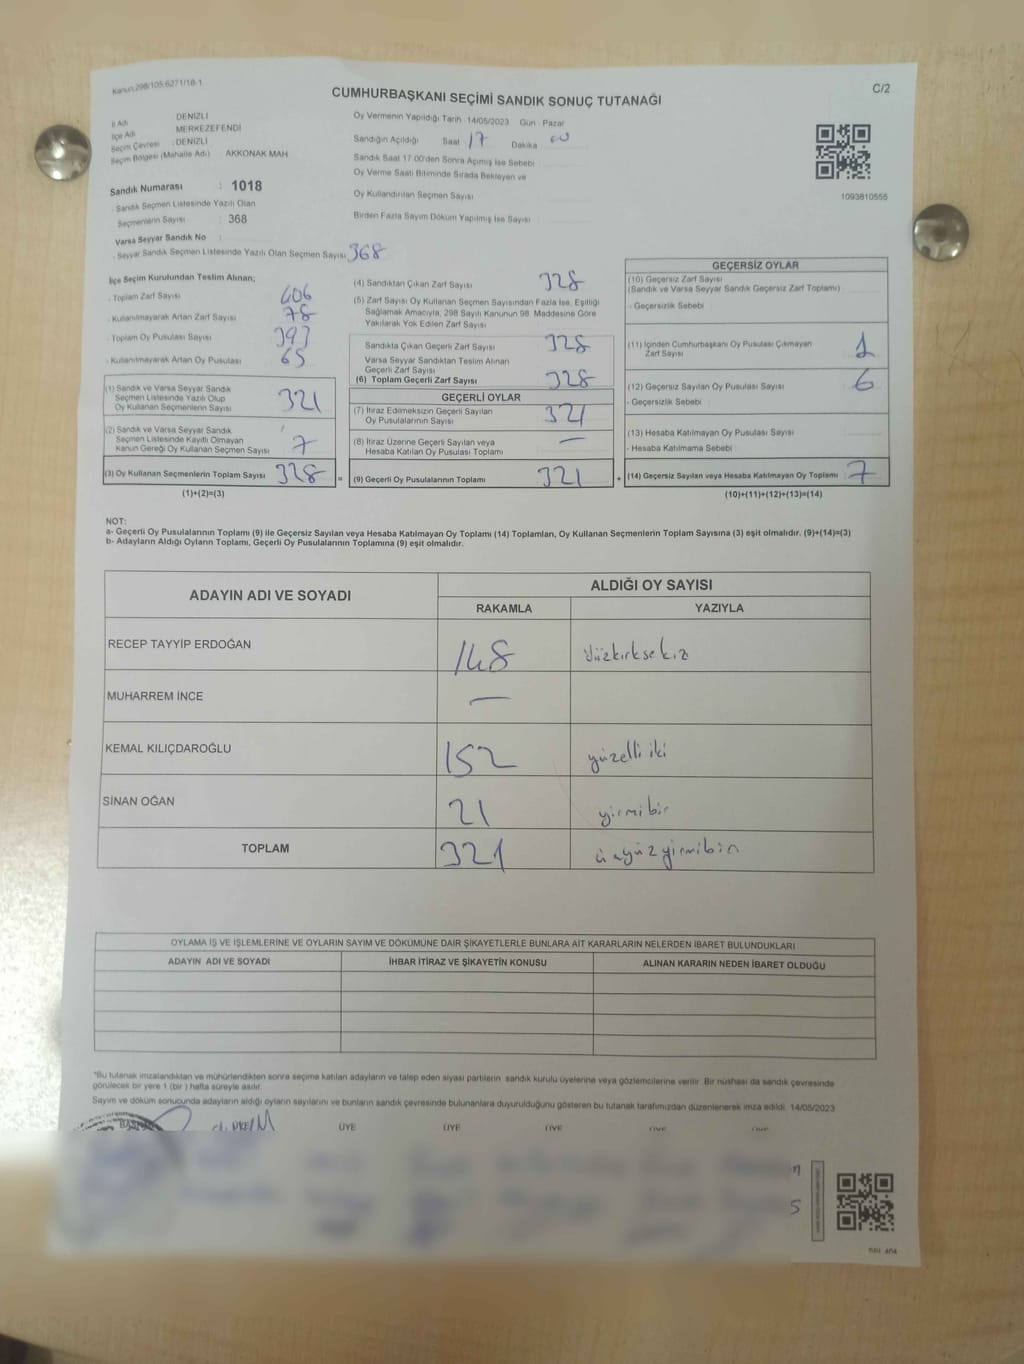 Kanun:298/105;6271/18-1
C/2
CUMHURBAŞKANI SEÇİMİ SANDIK SONUÇ TUTANAĞI
İl Adı : DENİZLİ
İlçe Adı : MERKEZEFENDİ
Seçim Çevresi : DENİZLİ
Seçim Bölgesi (Mahalle Adı) : AKKONAK MAH
Sandık Numarası : 1018
Sandık Seçmen Listesinde Yazılı Olan
Seçmenlerin Sayısı : 368
Varsa Seyyar Sandık No :
Seyyar Sandık Seçmen Listesinde Yazılı Olan Seçmen Sayısı 368
Oy Vermenin Yapıldığı Tarih 14/05/2023 Gün : Pazar
Sandığın Açıldığı Saat 17 Dakika 00
Sandık Saat 17.00'den Sonra Açımış İse Sebebi
Oy Verme Saati Bitiminde Sırada Bekleyen ve
Oy Kullandırılan Seçmen Sayısı
Birden Fazla Sayım Döküm Yapılmış İse Sayısı
1093810555
İlçe Seçim Kurulundan Teslim Alınan;
- Toplam Zarf Sayısı 406
- Kullanılmayarak Artan Zarf Sayısı 78
- Toplam Oy Pusulası Sayısı 393
- Kullanılmayarak Artan Oy Pusulası 65
(1) Sandık ve Varsa Seyyar Sandık
Seçmen Listesinde Yazılı Olup
Oy Kullanan Seçmenlerin Sayısı 321
(2) Sandık ve Varsa Seyyar Sandık
Seçmen Listesinde Kayıtlı Olmayan
Kanun Gereği Oy Kullanan Seçmen Sayısı 7
(3) Oy Kullanan Seçmenlerin Toplam Sayısı 328
(1)+(2)=(3)
(4) Sandıktan Çıkan Zarf Sayısı 328
(5) Zarf Sayısı Oy Kullanan Seçmen Sayısından Fazla İse, Eşitliği
Sağlamak Amacıyla, 298 Sayılı Kanunun 98. Maddesine Göre
Yakılarak Yok Edilen Zarf Sayısı
Sandıkta Çıkan Geçerli Zarf Sayısı 328
Varsa Seyyar Sandıktan Teslim Alınan
Geçerli Zarf Sayısı
(6) Toplam Geçerli Zarf Sayısı 328
GEÇERLİ OYLAR
(7) İtiraz Edilmeksizin Geçerli Sayılan
Oy Pusulalarının Sayısı 321
(8) İtiraz Üzerine Geçerli Sayılan veya
Hesaba Katılan Oy Pusulası Toplamı —
= (9) Geçerli Oy Pusulalarının Toplamı 321
GEÇERSİZ OYLAR
(10) Geçersiz Zarf Sayısı
(Sandık ve Varsa Seyyar Sandık Geçersiz Zarf Toplamı)
- Geçersizlik Sebebi
(11) İçinden Cumhurbaşkanı Oy Pusulası Çıkmayan
Zarf Sayısı 1
(12) Geçersiz Sayılan Oy Pusulası Sayısı 6
- Geçersizlik Sebebi
(13) Hesaba Katılmayan Oy Pusulası Sayısı
- Hesaba Katılmama Sebebi
+ (14) Geçersiz Sayılan veya Hesaba Katılmayan Oy Toplamı 7
(10)+(11)+(12)+(13)=(14)
NOT:
a- Geçerli Oy Pusulalarının Toplamı (9) ile Geçersiz Sayılan veya Hesaba Katılmayan Oy Toplamı (14) Toplamları, Oy Kullanan Seçmenlerin Toplam Sayısına (3) eşit olmalıdır. (9)+(14)=(3)
b- Adayların Aldığı Oyların Toplamı, Geçerli Oy Pusulalarının Toplamına (9) eşit olmalıdır.
ADAYIN ADI VE SOYADI ALDIĞI OY SAYISI
RAKAMLA YAZIYLA
RECEP TAYYİP ERDOĞAN 148 Yüzkırksekiz
MUHARREM İNCE —
KEMAL KILIÇDAROĞLU 152 yüzelli iki
SİNAN OĞAN 21 yirmi bir
TOPLAM 321 üçyüzyirmibir
OYLAMA İŞ VE İŞLEMLERİNE VE OYLARIN SAYIM VE DÖKÜMÜNE DAİR ŞİKAYETLERLE BUNLARA AİT KARARLARIN NELERDEN İBARET BULUNDUKLARI
ADAYIN ADI VE SOYADI İHBAR İTİRAZ VE ŞİKAYETİN KONUSU ALINAN KARARIN NEDEN İBARET OLDUĞU
*Bu tutanak imzalandıktan ve mühürlendikten sonra seçime katılan adayların ve talep eden siyasi partilerin sandık kurulu üyelerine veya gözlemcilerine verilir. Bir nüshası da sandık çevresinde
görülecek bir yere 1 (bir) hafta süreyle asılır.
Sayım ve döküm sonucunda adayların aldığı oyların sayılarını ve bunların sandık çevresinde bulunanlara duyurulduğunu gösteren bu tutanak tarafımızdan düzenlenerek imza edildi. 14/05/2023
BAŞKAN ÜYE ÜYE ÜYE ÜYE ÜYE